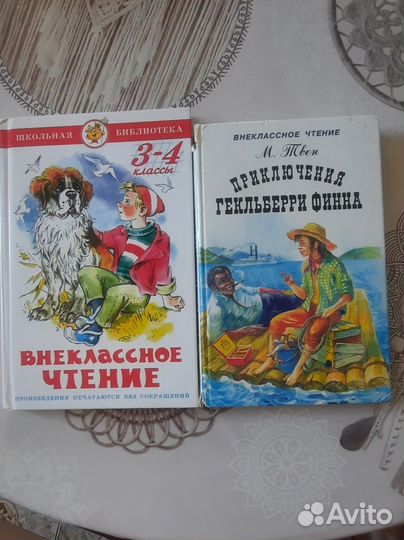 ШКОЛЬНАЯ БИБЛИОТЕКА
3-4
классы
ВНЕКЛАССНОЕ
ЧТЕНИЕ
ПРОИЗВЕДЕНИЯ ПЕЧАТАЮТСЯ БЕЗ СОКРАЩЕНИЙ
ВНЕКЛАССНОЕ ЧТЕНИЕ
М. Твен
ПРИКЛЮЧЕНИЯ
ГЕКЛЬБЕРРИ ФИННА
Avito